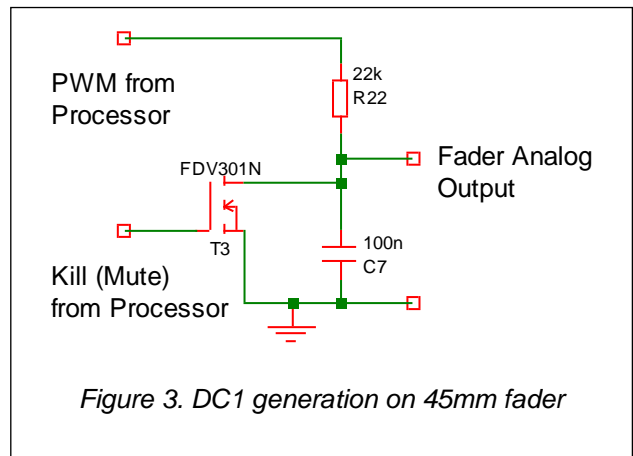 PWM from
Processor
22k
R22
FDV301N
Fader Analog
Output
T3
100n
C7
Kill (Mute)
from Processor
Figure 3. DC1 generation on 45mm fader